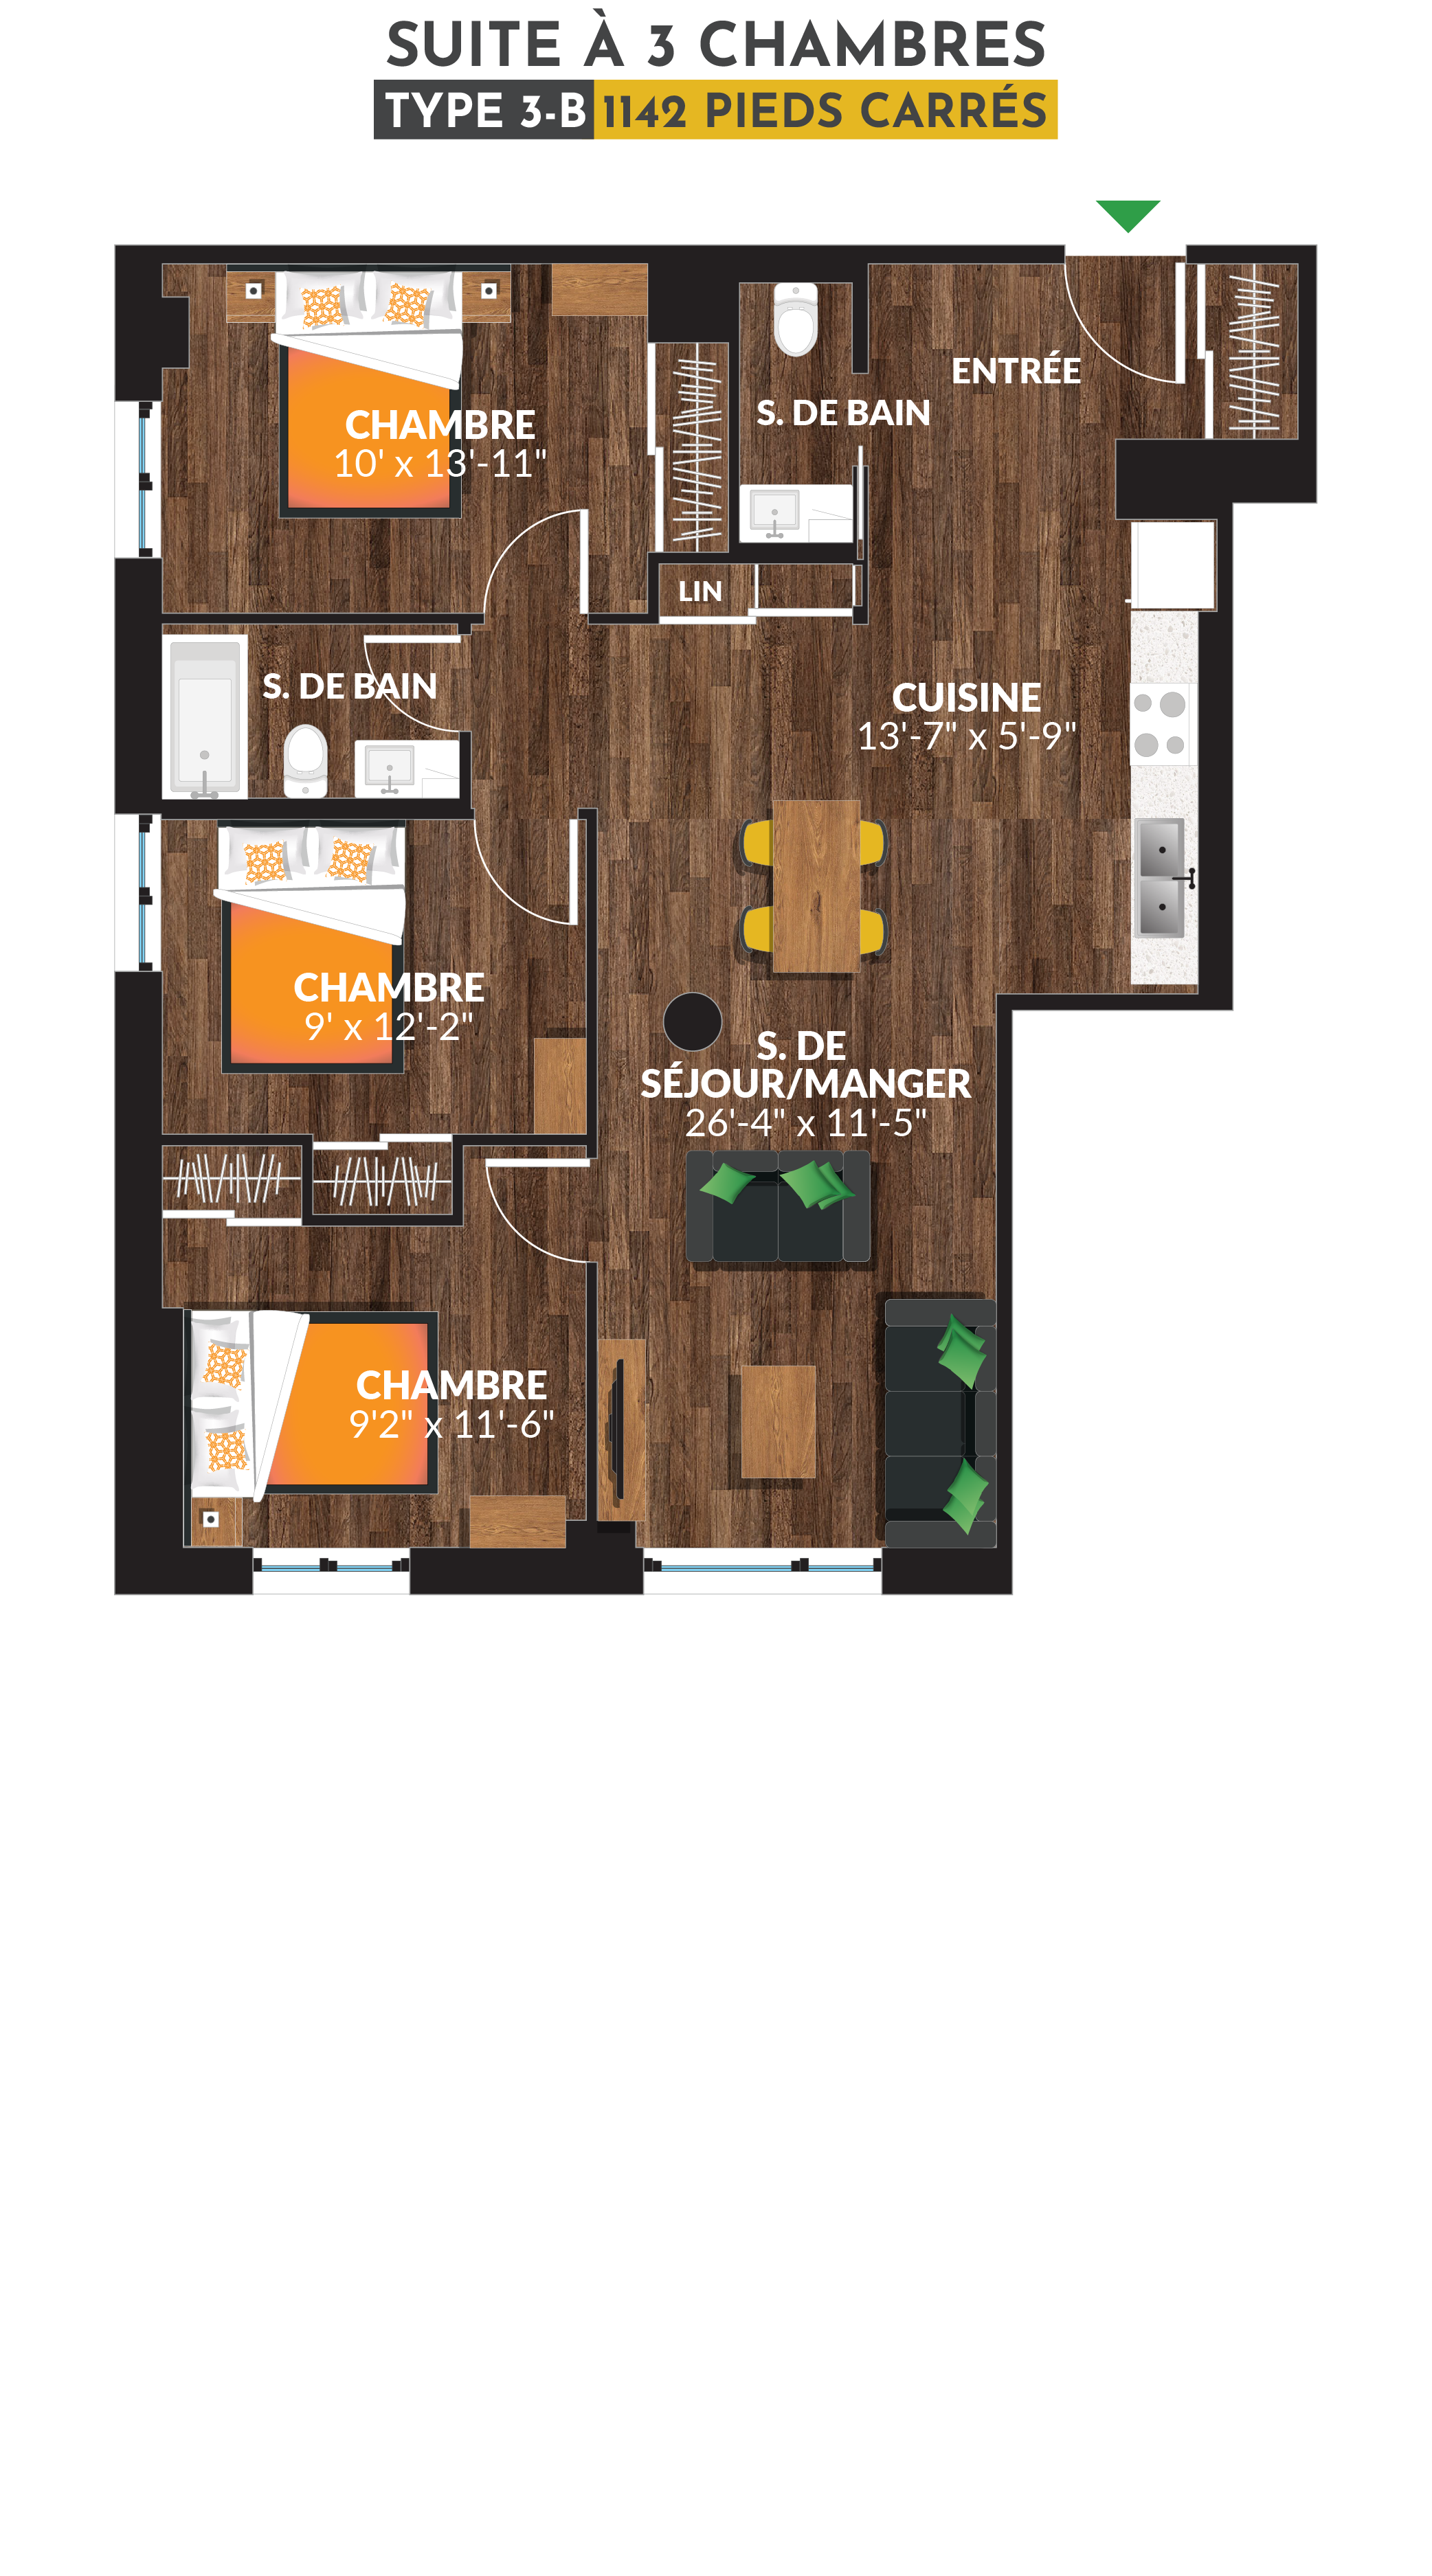 SUITE À 3 CHAMBRES
TYPE 3-B 1142 PIEDS CARRÉS
ENTRÉE
S. DE BAIN
CHAMBRE
10' x 13'-11"
LIN
S. DE BAIN
CUISINE
13'-7" x 5'-9"
CHAMBRE
9' x 12'-2"
S. DE
SÉJOUR/MANGER
26'-4" x 11'-5"
CHAMBRE
9'2" x 11'-6"